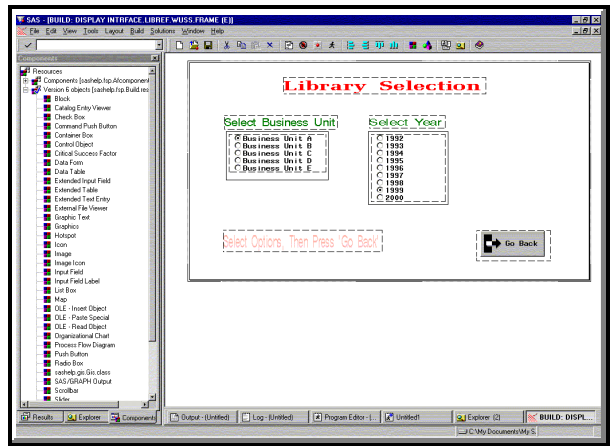 SAS - [BUILD: DISPLAY INTRFACE.LIBREF.WUSS.FRAME (E)]
File Edit View Tools Layout Build Solutions Window Help
Components
Resources
Components [sashelp.fsp.Afcomponent
Version 6 objects [sashelp.fsp.Build.res
Block
Catalog Entry Viewer
Check Box
Command Push Button
Container Box
Control Object
Critical Success Factor
Data Form
Data Table
Extended Input Field
Extended Table
Extended Text Entry
External File Viewer
Graphic Text
Graphics
Hotspot
Icon
Image
Image Icon
Input Field
Input Field Label
List Box
Map
OLE - Insert Object
OLE - Paste Special
OLE - Read Object
Organizational Chart
Process Flow Diagram
Push Button
Radio Box
sashelp.gis.Gis.class
SAS/GRAPH Output
Scrollbar
Slider
Library Selection
Select Business Unit
Business Unit A
Business Unit B
Business Unit C
Business Unit D
Business Unit E
Select Year
1992
1993
1994
1995
1996
1997
1998
1999
2000
Select Options, Then Press 'Go Back'
Go Back
Results Explorer Components
Output - (Untitled) Log - (Untitled) Program Editor - (... Untitled1 Explorer (2) BUILD: DISPL...
C:\My Documents\My S